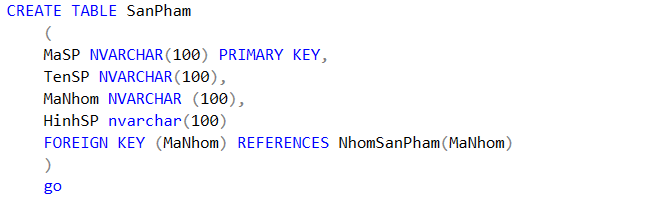 CREATE TABLE SanPham
(
MaSP NVARCHAR(100) PRIMARY KEY,
TenSP NVARCHAR(100),
MaNhom NVARCHAR (100),
HinhSP nvarchar(100)
FOREIGN KEY (MaNhom) REFERENCES NhomSanPham(MaNhom)
)
go